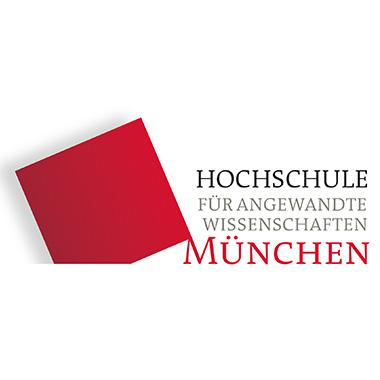 HOCHSCHULE
FÜR ANGEWANDTE
WISSENSCHAFTEN
MÜNCHEN